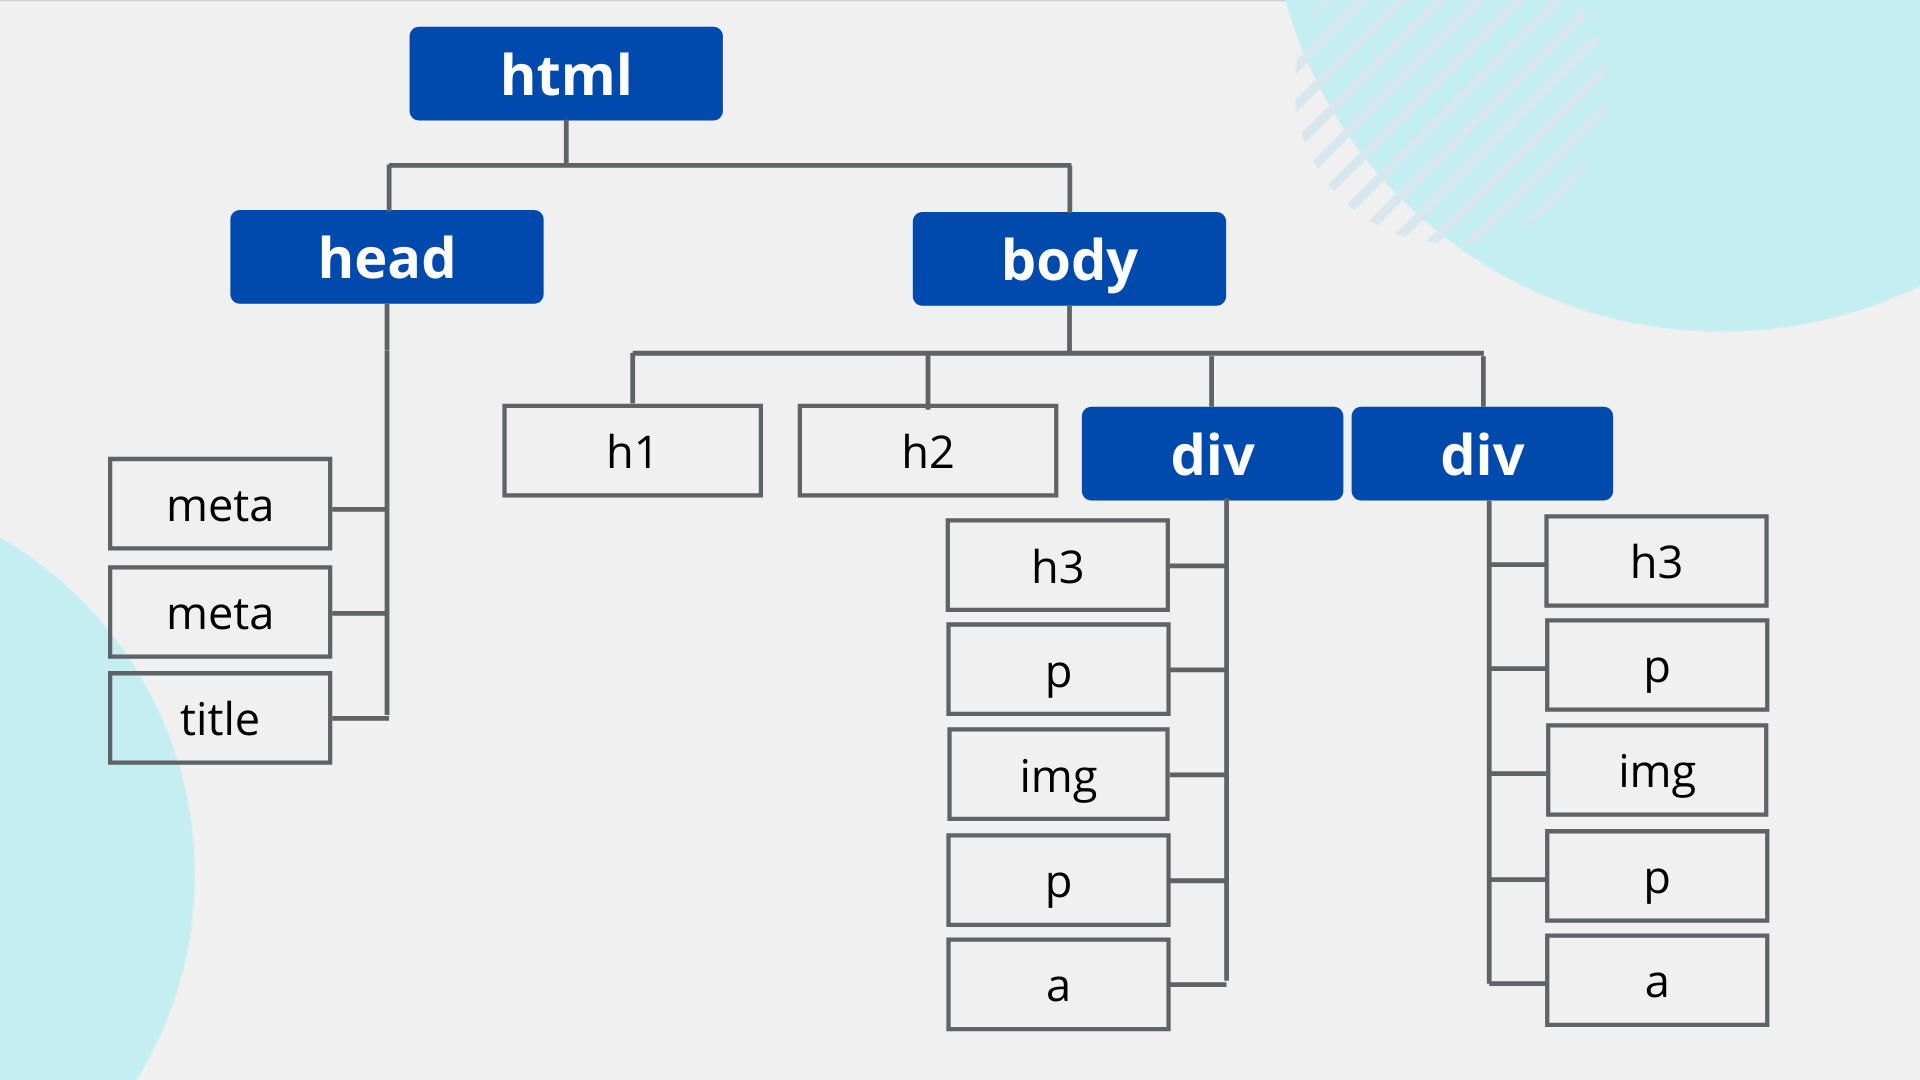 html
head
body
h1
h2
div
div
meta
meta
title
h3
p
img
p
a
h3
p
img
p
a